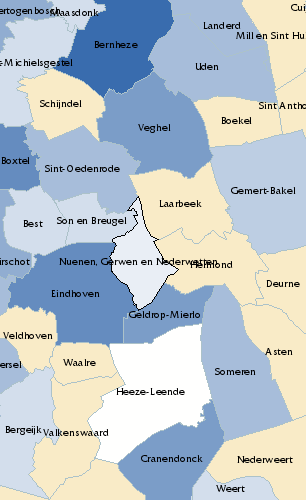 ertogenbosch
Maasdonk
Cui
Landerd
Mill en Sint Hu
Bernheze
-Michielsgestel
Uden
Schijndel
Sint Antho
Boekel
Veghel
Boxtel
Sint-Oedenrode
Gemert-Bakel
Laarbeek
Best
Son en Breugel
irschot
Nuenen, Gerwen en Nederwetten
Helmond
Deurne
Eindhoven
Geldrop-Mierlo
Veldhoven
Asten
Waalre
ersel
Someren
Heeze-Leende
Bergeijk
Valkenswaard
Cranendonck
Nederweert
Weert